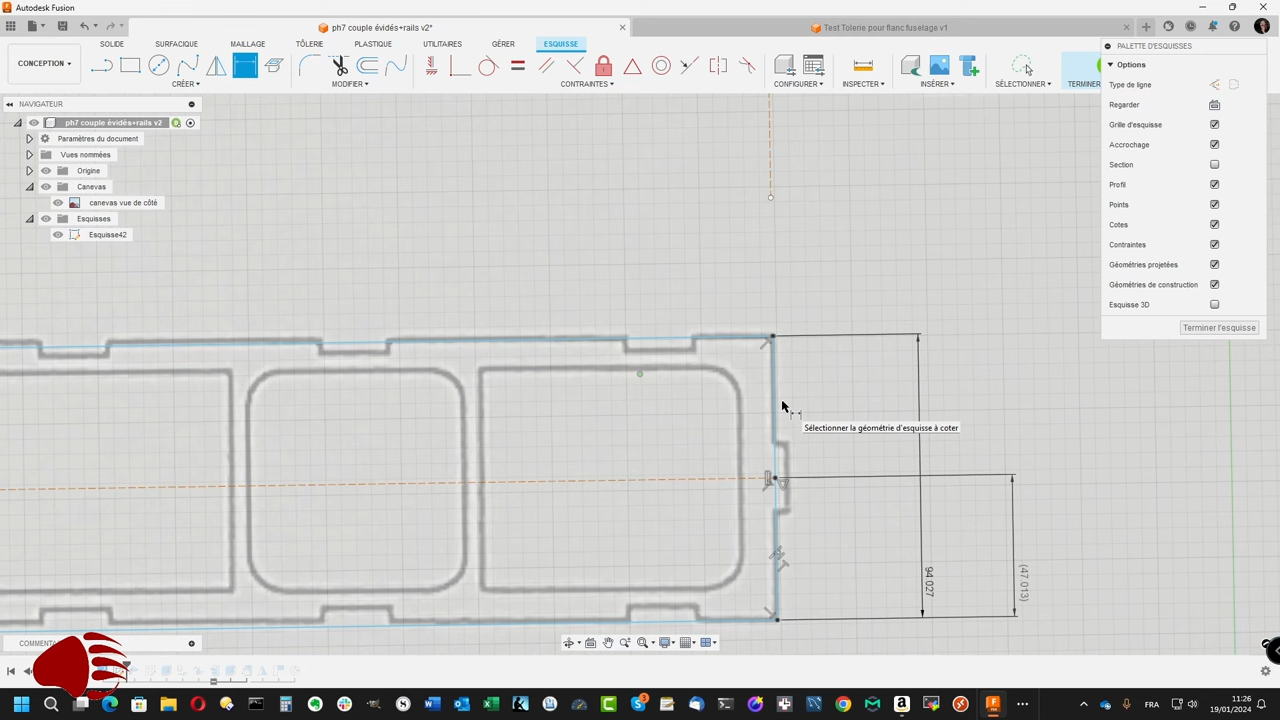 Autodesk Fusion
ph7 couple évidés+rails v2*
Test Tolerie pour flanc fuselage v1
CONCEPTION
SOLIDE
SURFACIQUE
MAILLAGE
TÔLERIE
PLASTIQUE
UTILITAIRES
GÉRER
ESQUISSE
CRÉER
MODIFIER
CONTRAINTES
CONFIGURER
INSPECTER
INSÉRER
SÉLECTIONNER
TERMINER
NAVIGATEUR
ph7 couple évidés+rails v2
Paramètres du document
Vues nommées
Origine
Canevas
canevas vue de côté
Esquisses
Esquisse42
PALETTE D'ESQUISSES
Options
Type de ligne
Regarder
Grille d'esquisse
Accrochage
Section
Profil
Points
Cotes
Contraintes
Géométries projetées
Géométries de construction
Esquisse 3D
Terminer l'esquisse
Sélectionner la géométrie d'esquisse à coter
94.027
(47.013)
3
FRA
11:26
19/01/2024